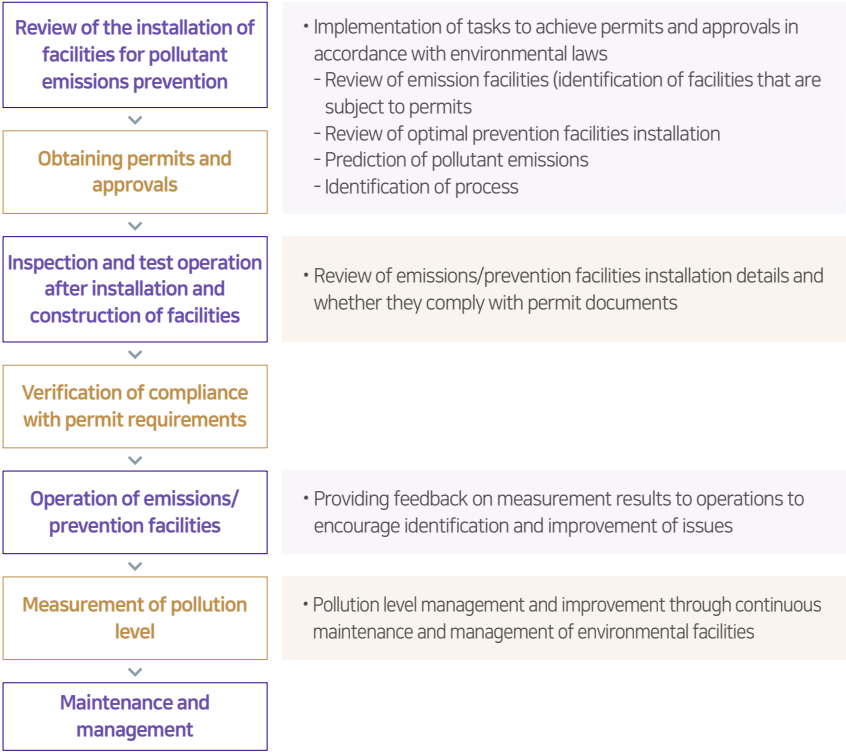 Review of the installation of
facilities for pollutant
emissions prevention
Obtaining permits and
approvals
• Implementation of tasks to achieve permits and approvals in
accordance with environmental laws
- Review of emission facilities (identification of facilities that are
subject to permits
- Review of optimal prevention facilities installation
- Prediction of pollutant emissions
- Identification of process
Inspection and test operation
after installation and
construction of facilities
• Review of emissions/prevention facilities installation details and
whether they comply with permit documents
Verification of compliance
with permit requirements
Operation of emissions/
prevention facilities
• Providing feedback on measurement results to operations to
encourage identification and improvement of issues
Measurement of pollution
level
• Pollution level management and improvement through continuous
maintenance and management of environmental facilities
Maintenance and
management